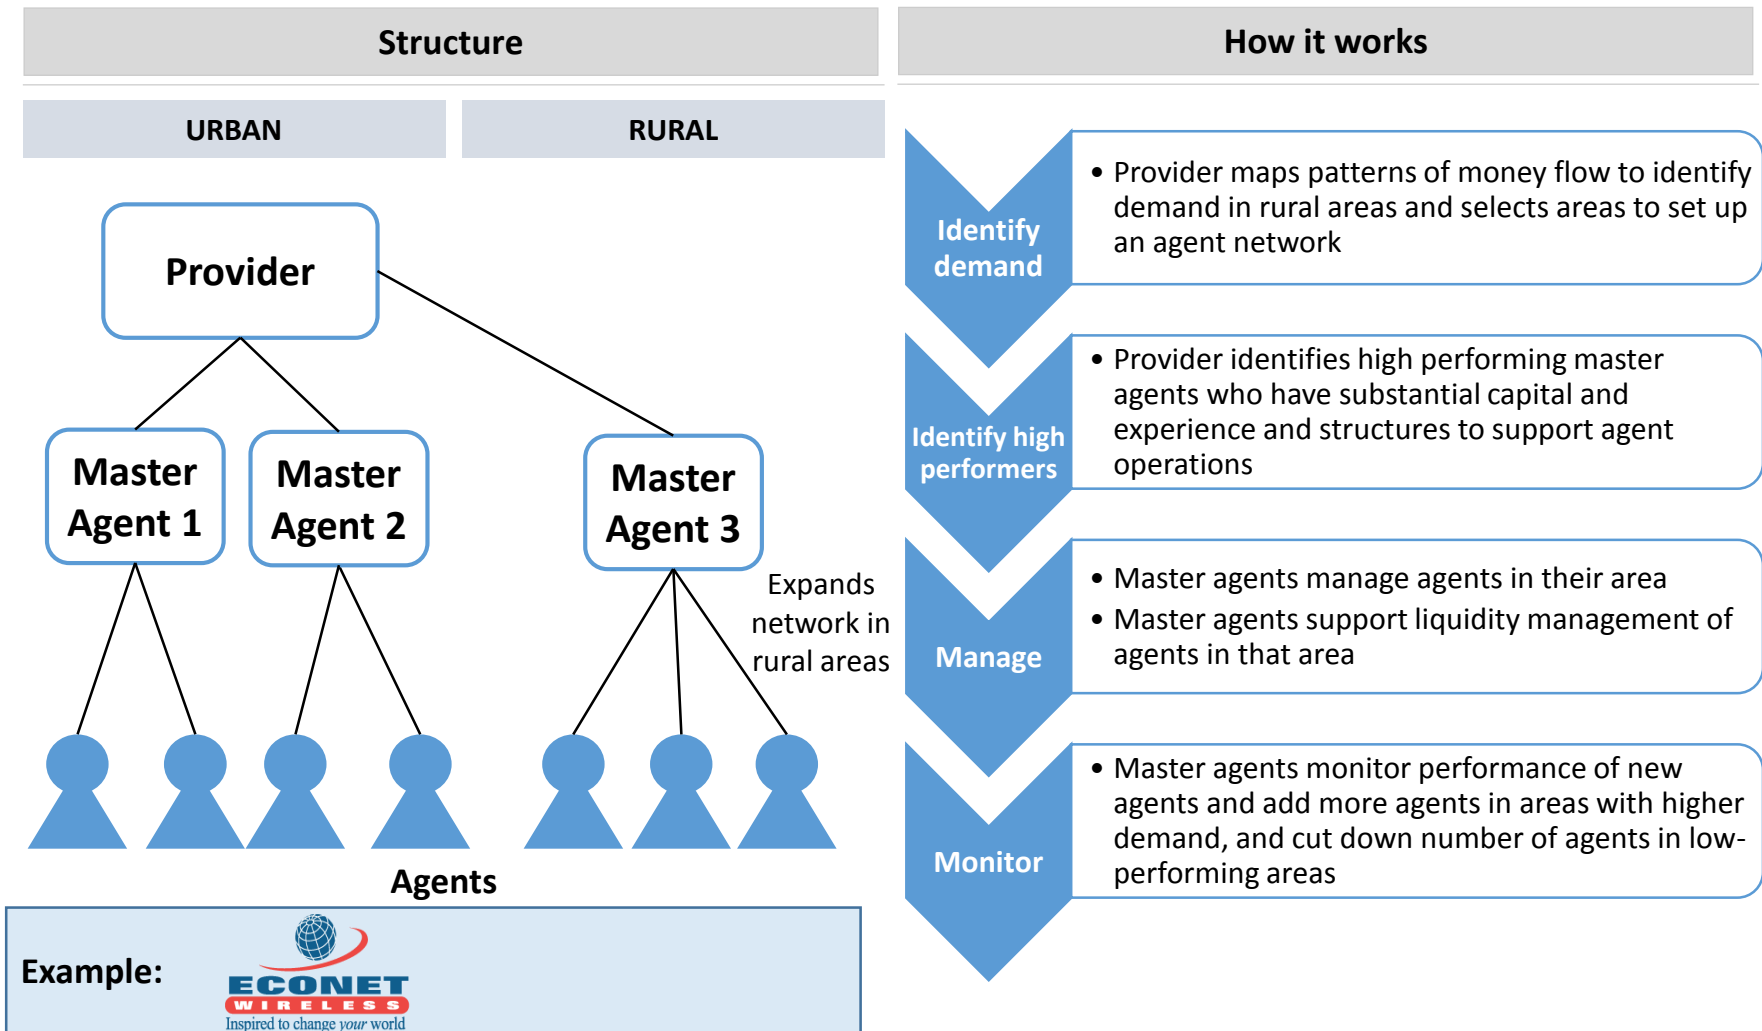 Structure
URBAN
RURAL
Provider
Master
Agent 1
Master
Agent 2
Master
Agent 3
Expands
network in
rural areas
Agents
Example:
ECONET
WIRELESS
Inspired to change your world
How it works
Identify
demand
• Provider maps patterns of money flow to identify
demand in rural areas and selects areas to set up
an agent network
Identify high
performers
• Provider identifies high performing master
agents who have substantial capital and
experience and structures to support agent
operations
Manage
• Master agents manage agents in their area
• Master agents support liquidity management of
agents in that area
Monitor
• Master agents monitor performance of new
agents and add more agents in areas with higher
demand, and cut down number of agents in low-
performing areas